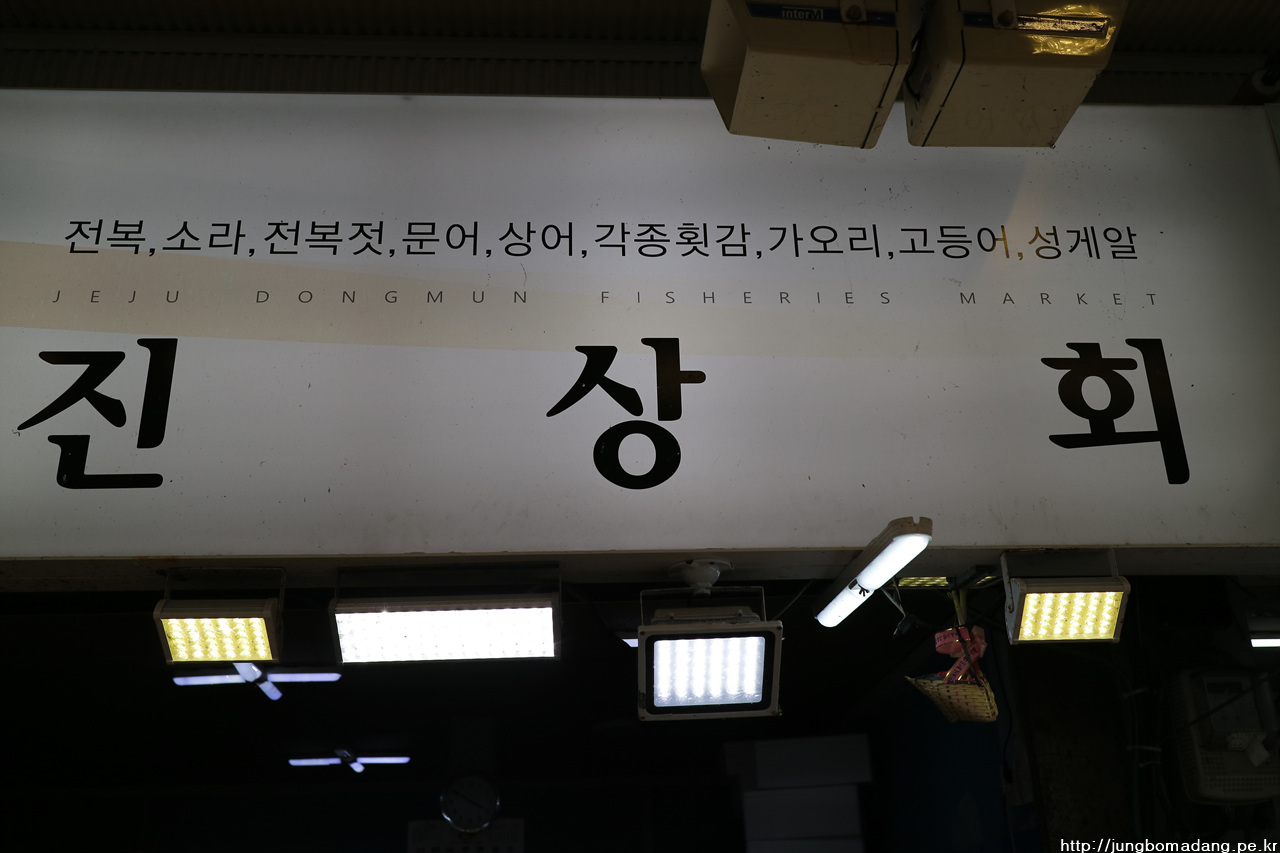 interM
전복,소라,전복젓,문어,상어,각종횟감,가오리,고등어,성게알
JEJU DONGMUN FISHERIES MARKET
진상회
http://jungbomadang.pe.kr